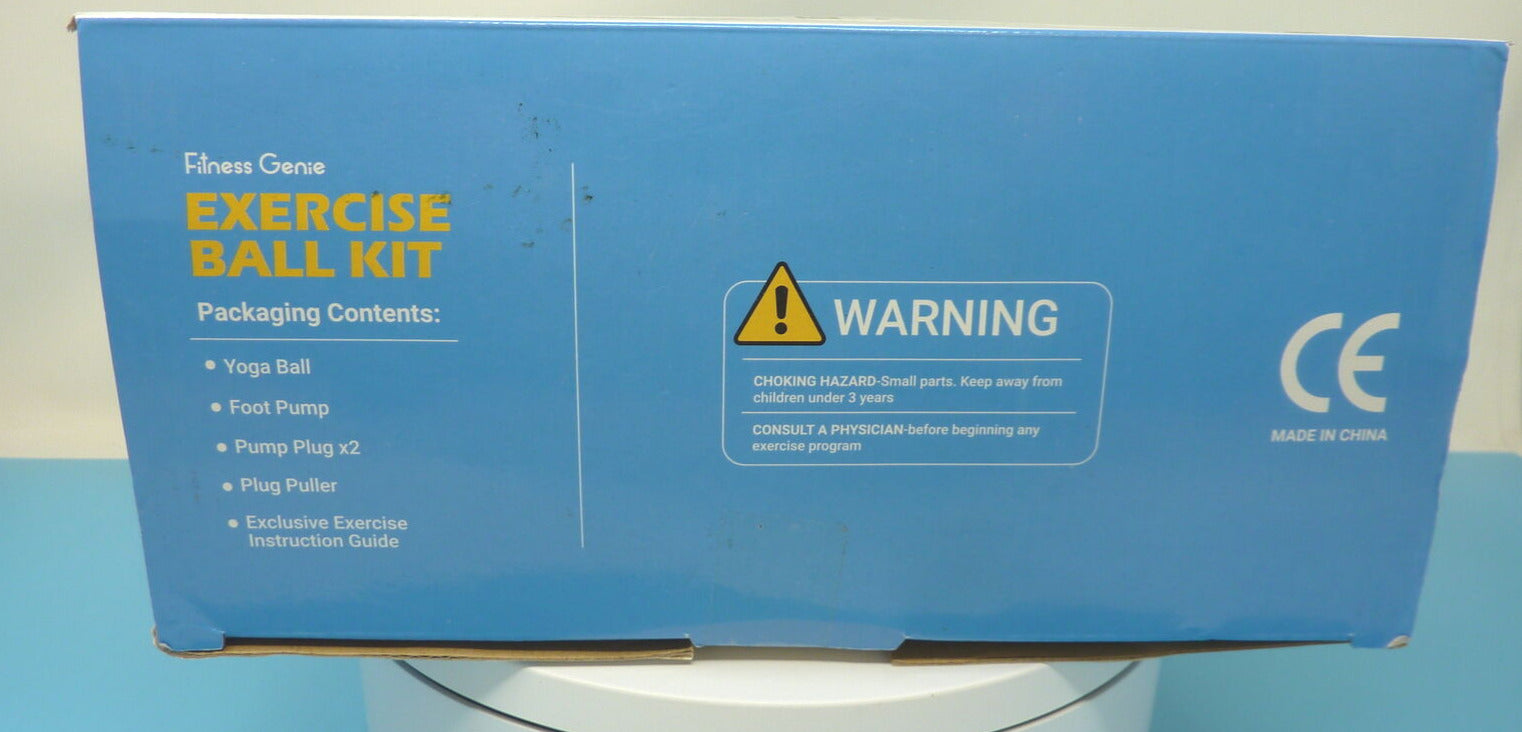 Fitness Genie
EXERCISE
BALL KIT
Packaging Contents:
• Yoga Ball
• Foot Pump
• Pump Plug x2
• Plug Puller
• Exclusive Exercise
Instruction Guide
WARNING
CHOKING HAZARD-Small parts. Keep away from
children under 3 years
CONSULT A PHYSICIAN-before beginning any
exercise program
CE
MADE IN CHINA